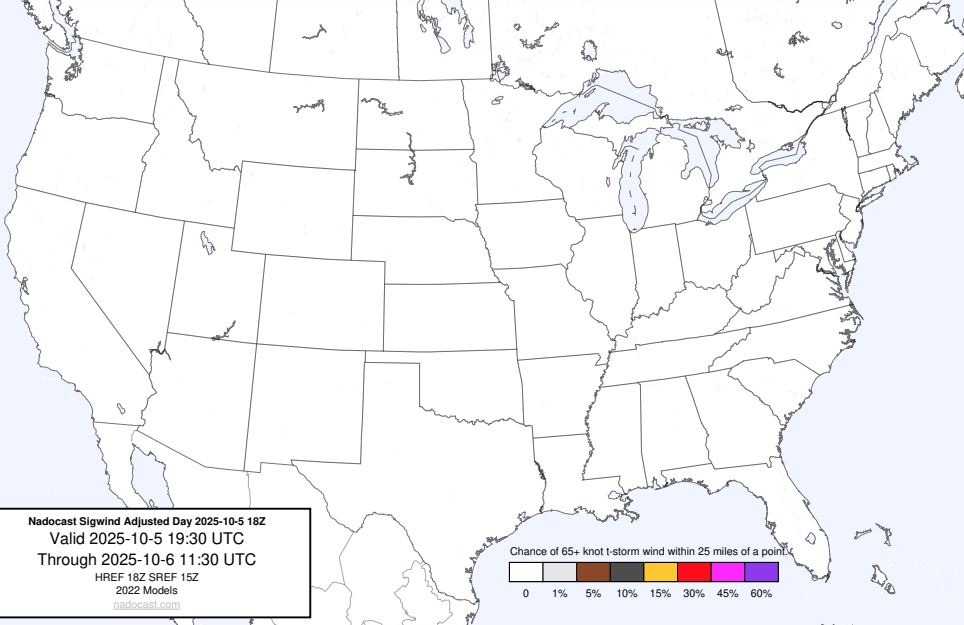 Nadocast Sigwind Adjusted Day 2025-10-5 18Z
Valid 2025-10-5 19:30 UTC
Through 2025-10-6 11:30 UTC
HREF 18Z SREF 15Z
2022 Models
nadocast.com
Chance of 65+ knot t-storm wind within 25 miles of a point.
0 1% 5% 10% 15% 30% 45% 60%